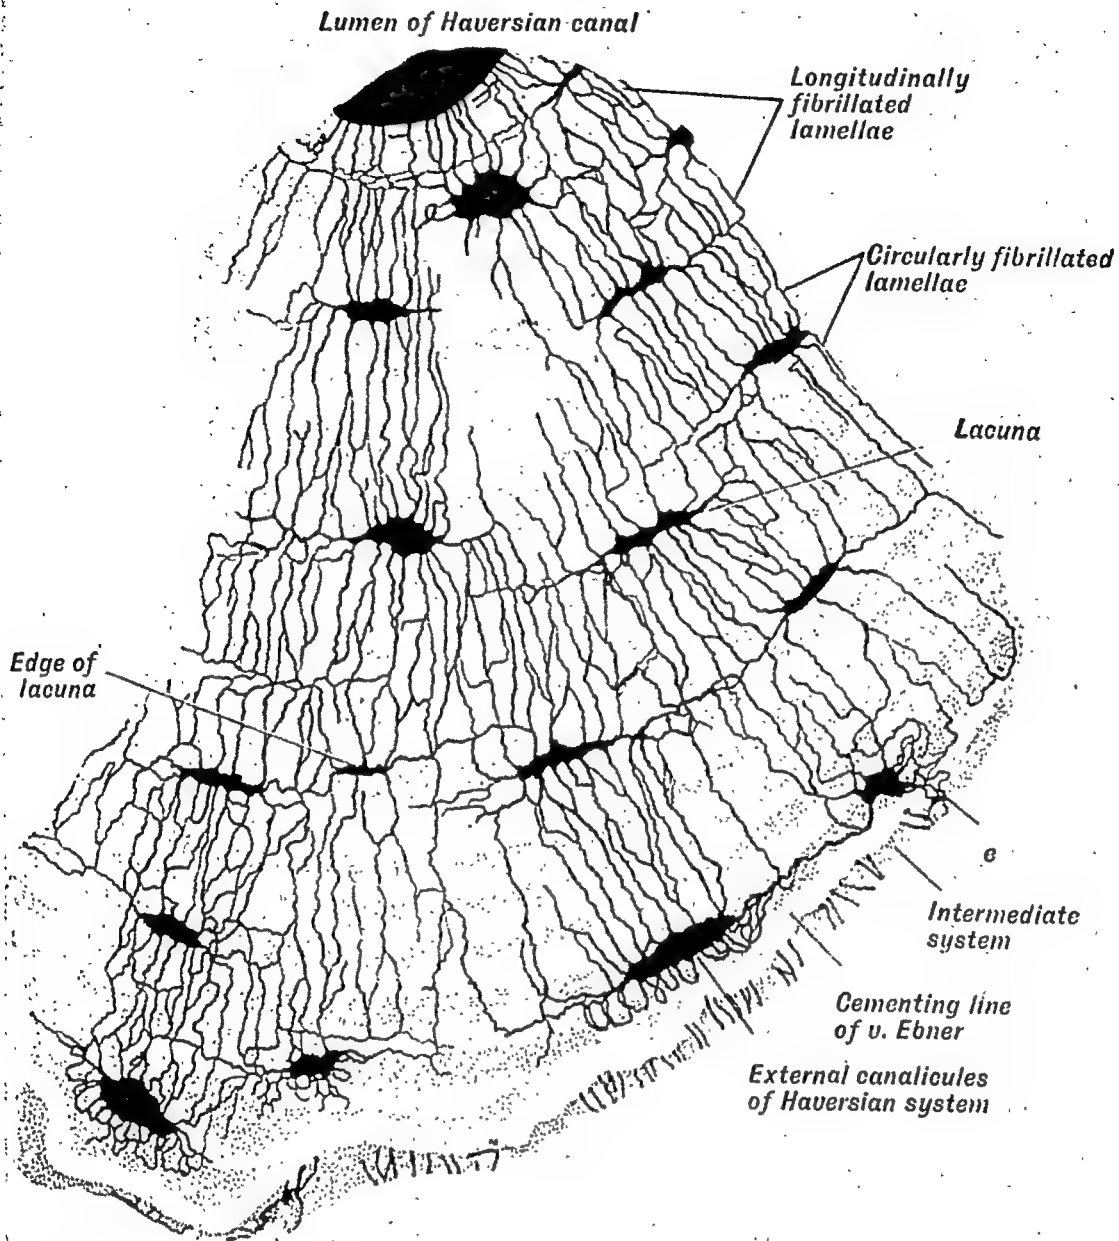 Lumen of Haversian canal
Longitudinally
fibrillated
lamellae
Circularly fibrillated
lamellae
Lacuna
Edge of
lacuna
e
Intermediate
system
Cementing line
of v. Ebner
External canalicules
of Haversian system